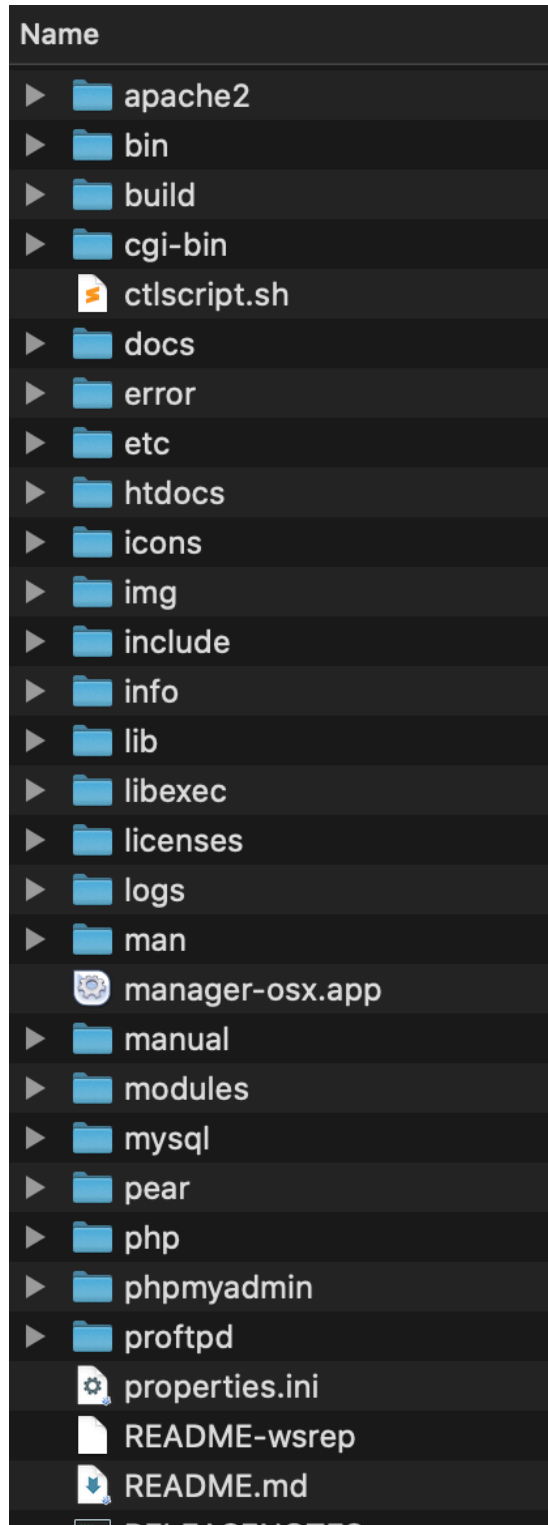 Name
apache2
bin
build
cgi-bin
ctlscript.sh
docs
error
etc
htdocs
icons
img
include
info
lib
libexec
licenses
logs
man
manager-osx.app
manual
modules
mysql
pear
php
phpmyadmin
proftpd
properties.ini
README-wsrep
README.md